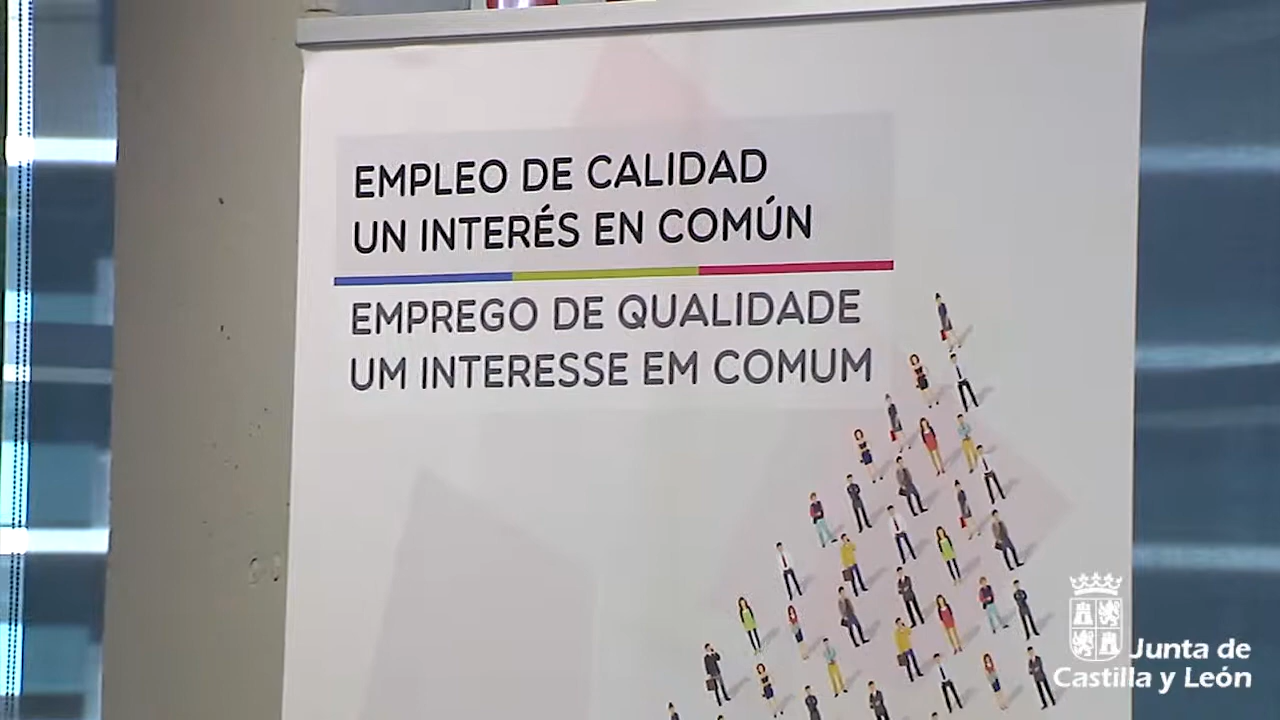 EMPLEO DE CALIDAD
UN INTERÉS EN COMÚN
EMPREGO DE QUALIDADE
UM INTERESSE EM COMUM
Junta de
Castilla y León